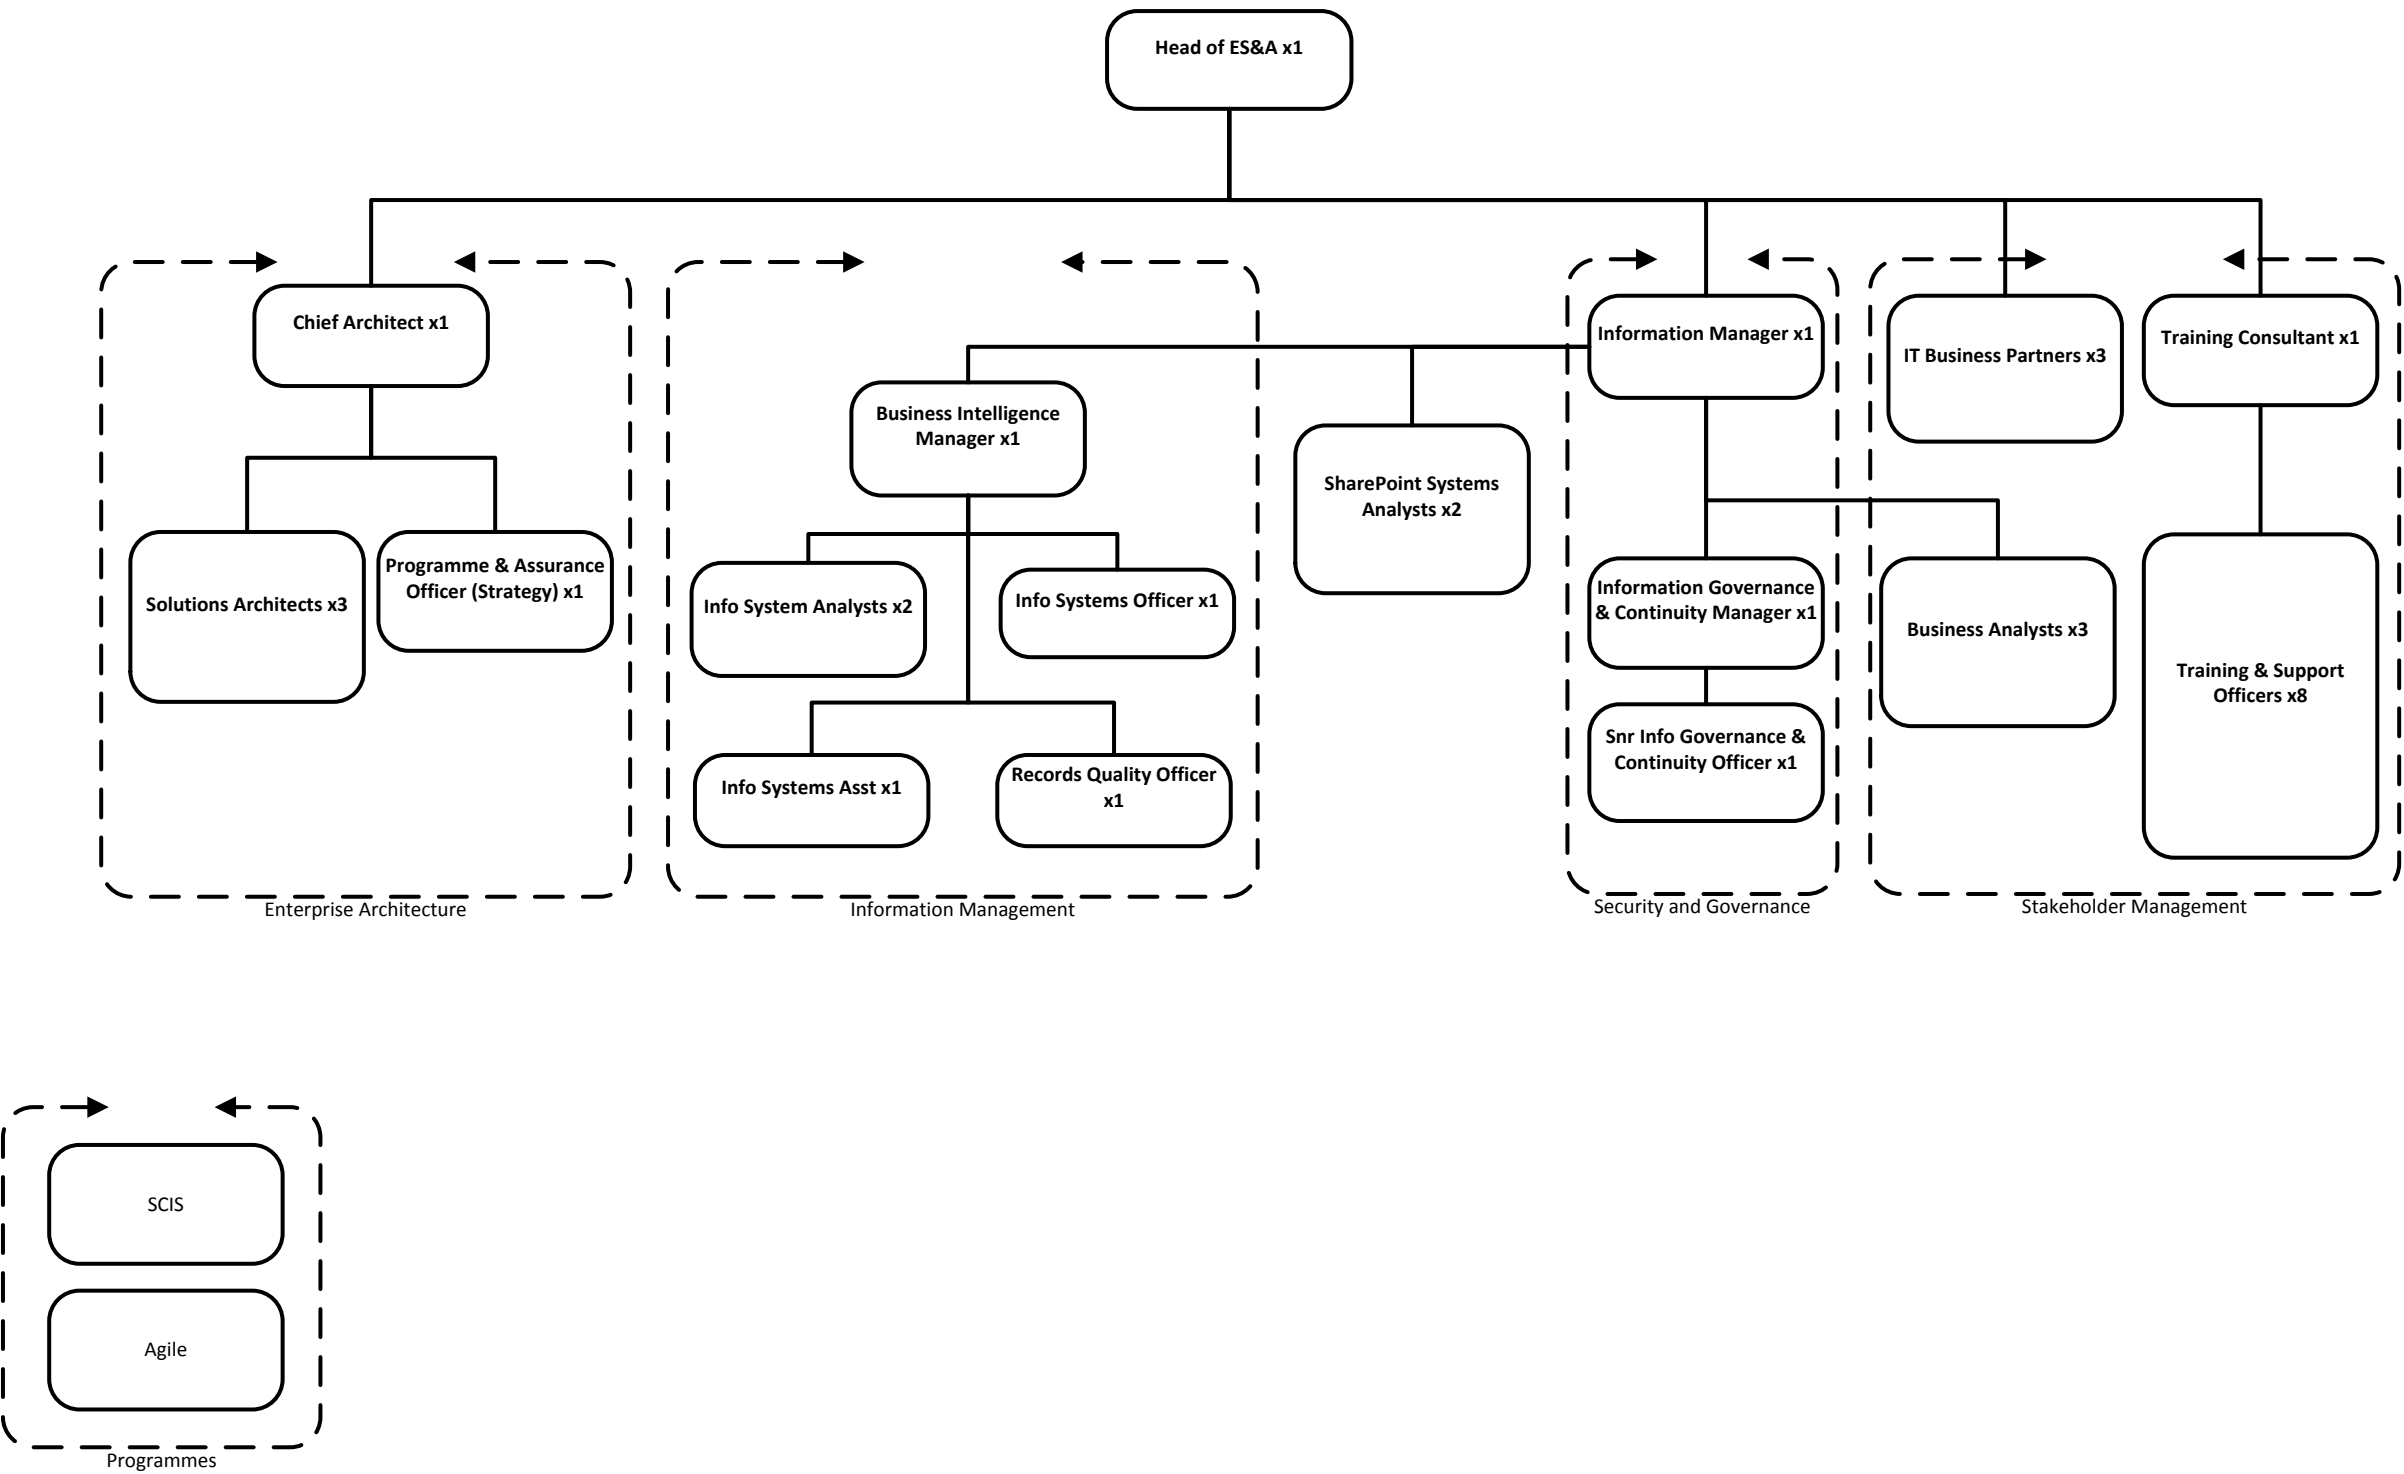 Head of ES&A x1
Chief Architect x1
Solutions Architects x3
Programme & Assurance
Officer (Strategy) x1
Enterprise Architecture
Business Intelligence
Manager x1
Info System Analysts x2
Info Systems Officer x1
Info Systems Asst x1
Records Quality Officer
x1
Information Management
SharePoint Systems
Analysts x2
Information Manager x1
Information Governance
& Continuity Manager x1
Snr Info Governance &
Continuity Officer x1
Security and Governance
IT Business Partners x3
Training Consultant x1
Business Analysts x3
Training & Support
Officers x8
Stakeholder Management
SCIS
Agile
Programmes